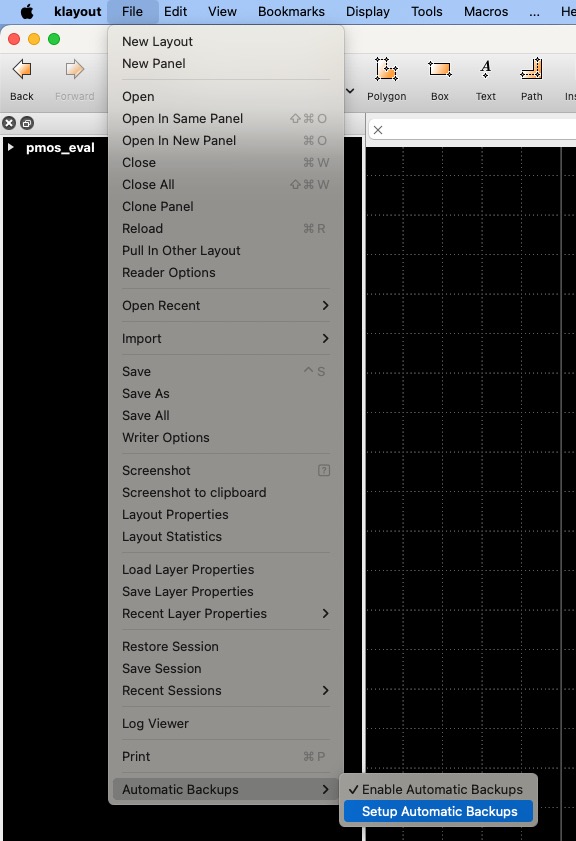 klayout File Edit View Bookmarks Display Tools Macros ... He
Back Forward Polygon Box Text Path Ins
pmos_eval
New Layout
New Panel
Open
Open In Same Panel ⇧⌘O
Open In New Panel ⌘O
Close ⌘W
Close All ⇧⌘W
Clone Panel
Reload ⌘R
Pull In Other Layout
Reader Options
Open Recent
Import
Save ^S
Save As
Save All
Writer Options
Screenshot ?
Screenshot to clipboard
Layout Properties
Layout Statistics
Load Layer Properties
Save Layer Properties
Recent Layer Properties
Restore Session
Save Session
Recent Sessions
Log Viewer
Print ⌘P
Automatic Backups
✓ Enable Automatic Backups
Setup Automatic Backups